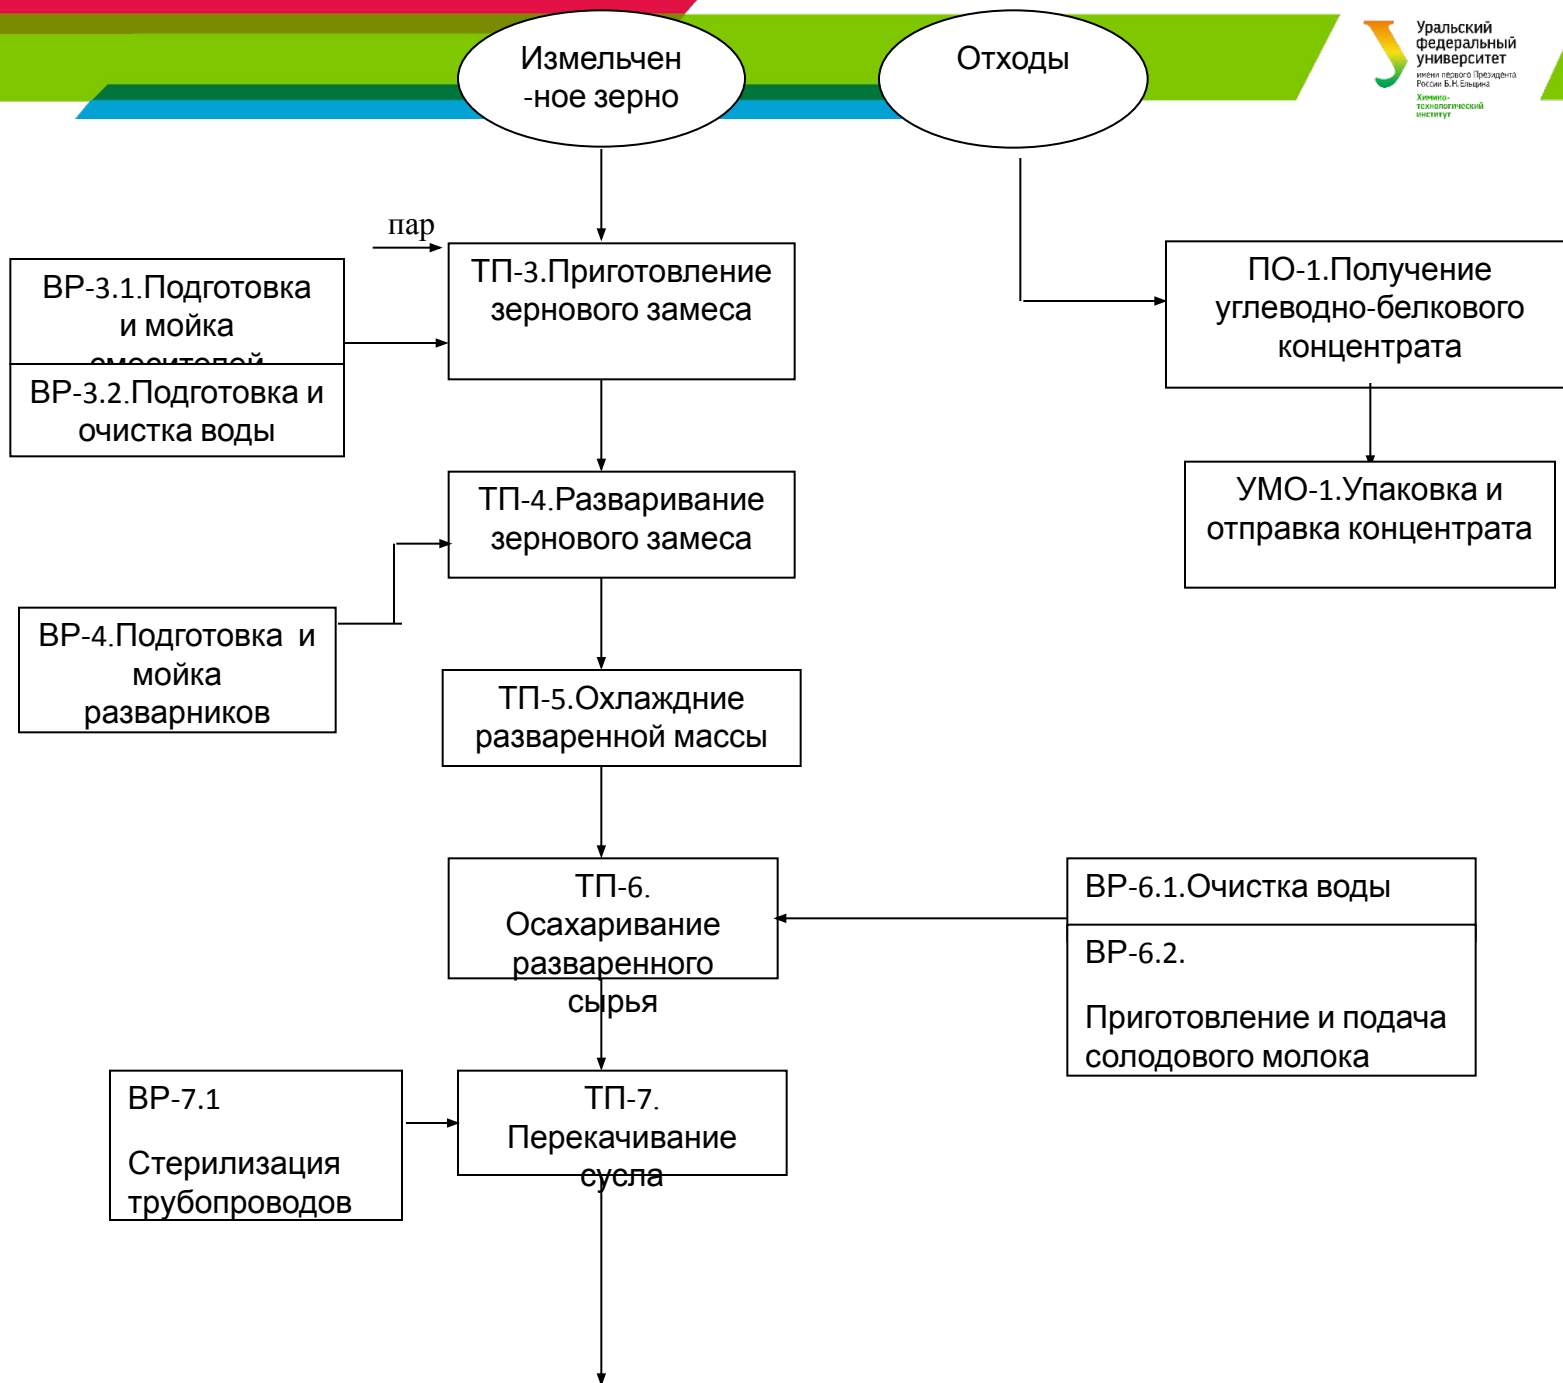 Измельчен
-ное зерно
Отходы
Уральский
федеральный
университет
имени первого Президента
России Б.Н.Ельцина
Химико-
технологический
институт
пар
ТП-3.Приготовление
зернового замеса
ВР-3.1.Подготовка
и мойка
смесителей
ВР-3.2.Подготовка и
очистка воды
ПО-1.Получение
углеводно-белкового
концентрата
ТП-4.Разваривание
зернового замеса
УМО-1.Упаковка и
отправка концентрата
ВР-4.Подготовка и
мойка
разварников
ТП-5.Охлаждние
разваренной массы
ТП-6.
Осахаривание
разваренного
сырья
ВР-6.1.Очистка воды
ВР-6.2.
Приготовление и подача
солодового молока
ВР-7.1
Стерилизация
трубопроводов
ТП-7.
Перекачивание
сусла